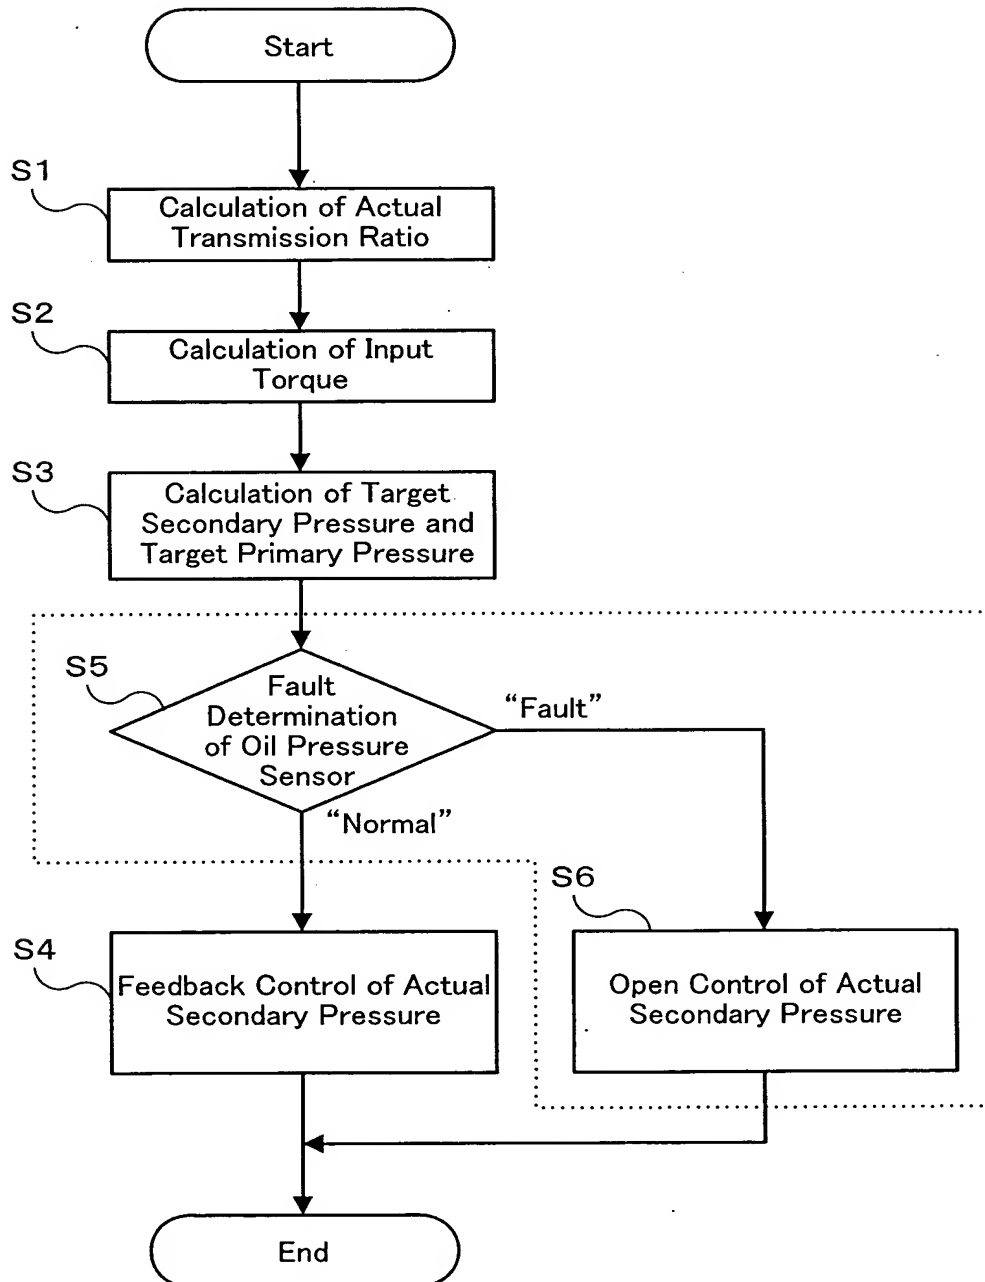 Start
S1
Calculation of Actual
Transmission Ratio
S2
Calculation of Input
Torque
S3
Calculation of Target
Secondary Pressure and
Target Primary Pressure
S5
Fault
Determination
of Oil Pressure
Sensor
“Fault”
“Normal”
S4
Feedback Control of Actual
Secondary Pressure
S6
Open Control of Actual
Secondary Pressure
End